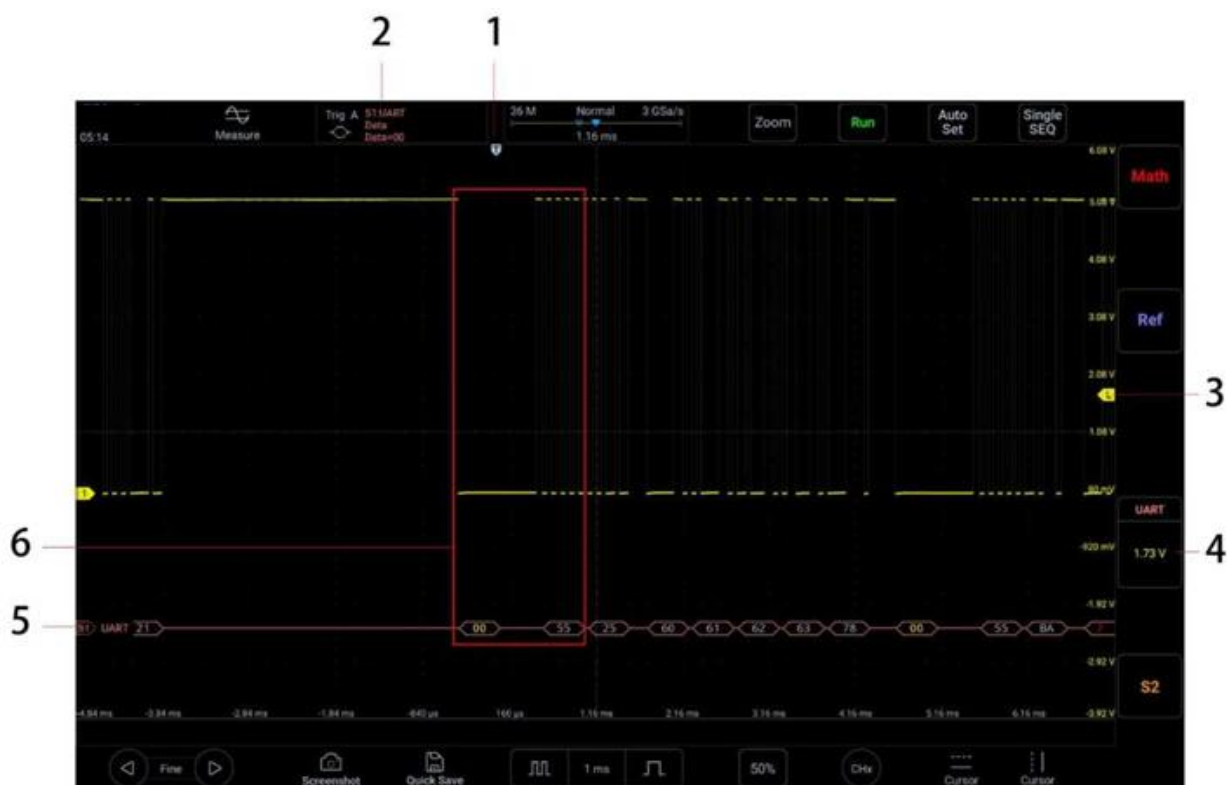 2 1
05:14
Measure
Trig A S1:UART
Data
Data=00
36 M Normal 3 GSa/s
1.16 ms
Zoom
Run
Auto
Set
Single
SEQ
6.08 V
Math
5.08 V
4.08 V
Ref
3.08 V
2.08 V
L
3
1.08 V
1
80 mV
UART
6
-920 mV
1.73 V
4
-1.92 V
5
S1 UART 21 00 55 25 60 61 62 63 78 00 55 BA 7
-2.92 V
S2
-4.84 ms -3.84 ms -2.84 ms -1.84 ms -840 μs 160 μs 1.16 ms 2.16 ms 3.16 ms 4.16 ms 5.16 ms 6.16 ms -3.92 V
Fine
Screenshot
Quick Save
1 ms
50%
CHx
Cursor
Cursor